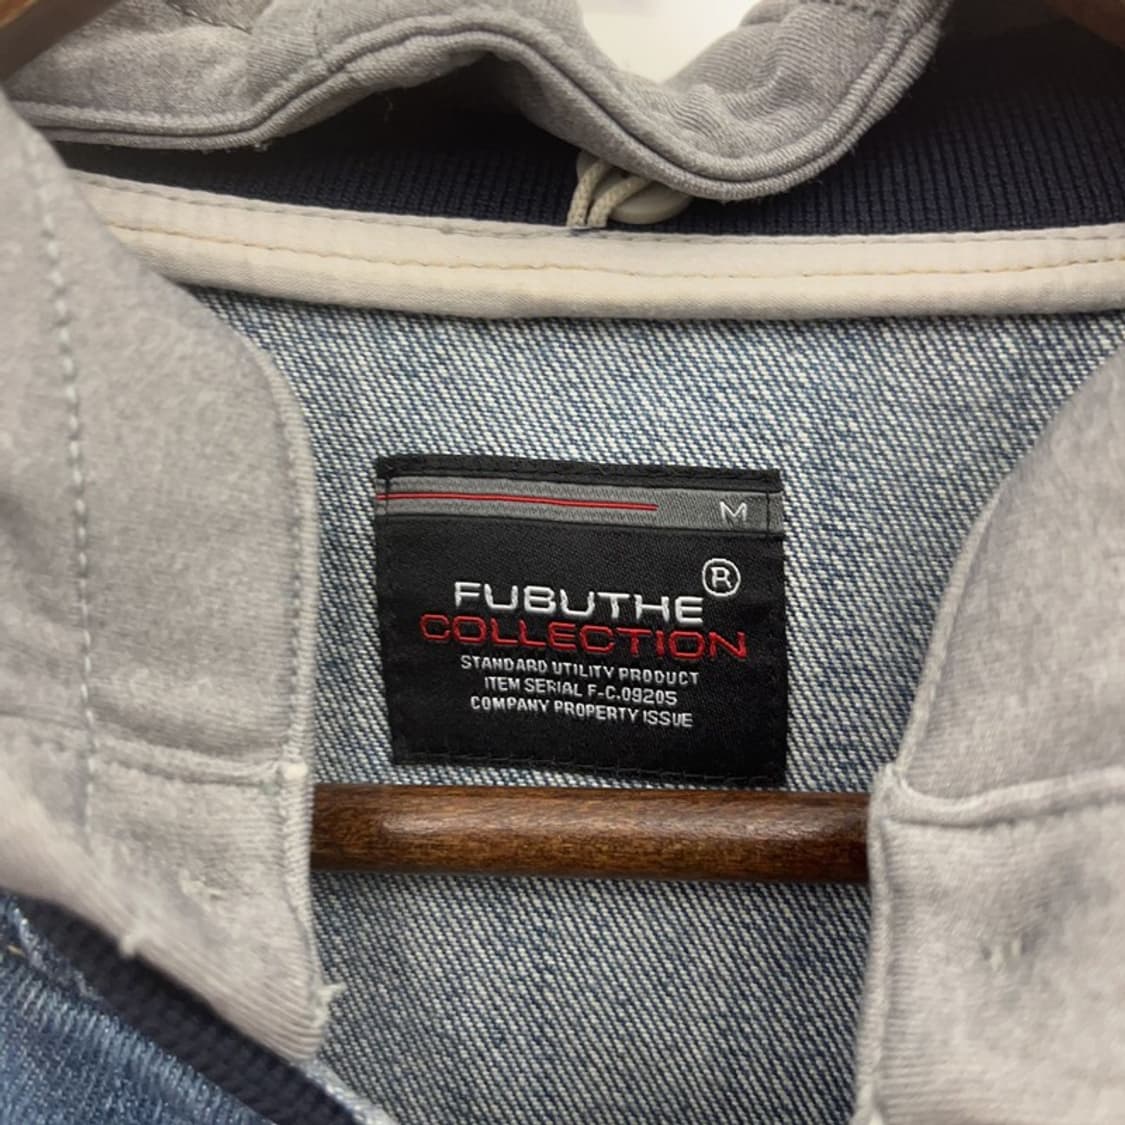 M
FUBUTHE®
COLLECTION
STANDARD UTILITY PRODUCT
ITEM SERIAL F-C.09205
COMPANY PROPERTY ISSUE